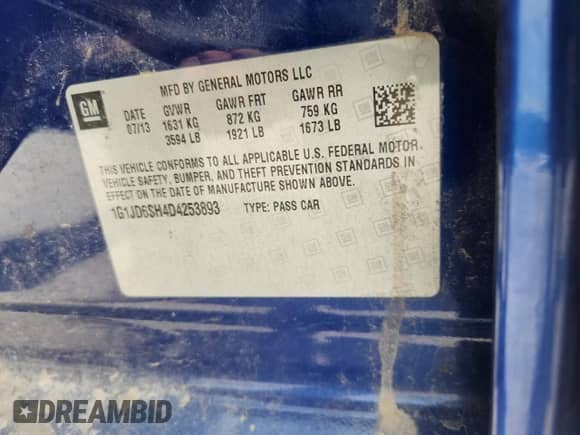 MFD BY GENERAL MOTORS LLC
GM
DATE GVWR GAWR FRT GAWR RR
07/13 1631 KG 872 KG 759 KG
3594 LB 1921 LB 1673 LB
THIS VEHICLE CONFORMS TO ALL APPLICABLE U.S. FEDERAL MOTOR
VEHICLE SAFETY, BUMPER, AND THEFT PREVENTION STANDARDS IN
EFFECT ON THE DATE OF MANUFACTURE SHOWN ABOVE.
1G1JD6SH4D4253893 TYPE: PASS CAR
DREAMBID